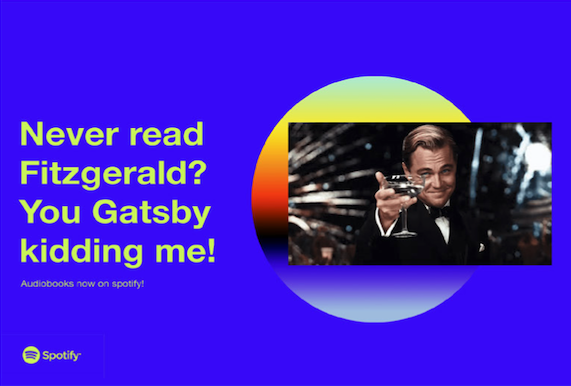 Never read
Fitzgerald?
You Gatsby
kidding me!
Audiobooks now on spotify!
Spotify